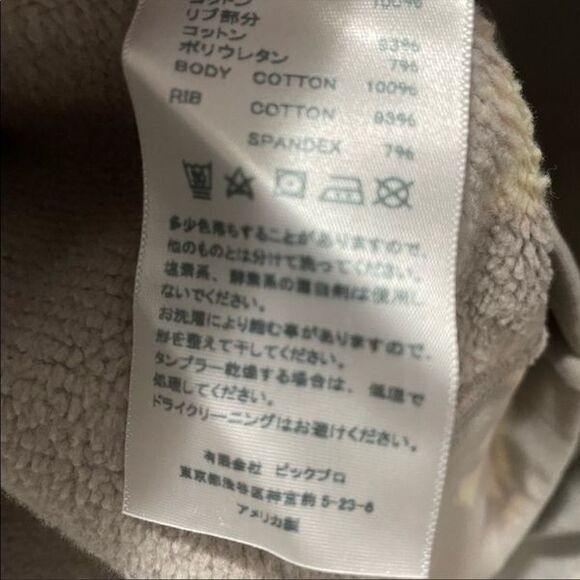 コットン 100%
リブ部分
コットン 93%
ポリウレタン 7%
BODY COTTON 100%
RIB COTTON 93%
SPANDEX 7%
多少色落ちすることがありますので、
他のものとは分けて洗ってください。
塩素系、酵素系の蛍白剤は使用し
ないでください。
お洗濯により縮む事がありますので
形を整えて干してください。
タンブラー乾燥する場合は、低温で
処理してください。
ドライクリーニングはお避けください。
有限会社 ビックプロ
東京都渋谷区神宮前5-23-6
アメリカ製